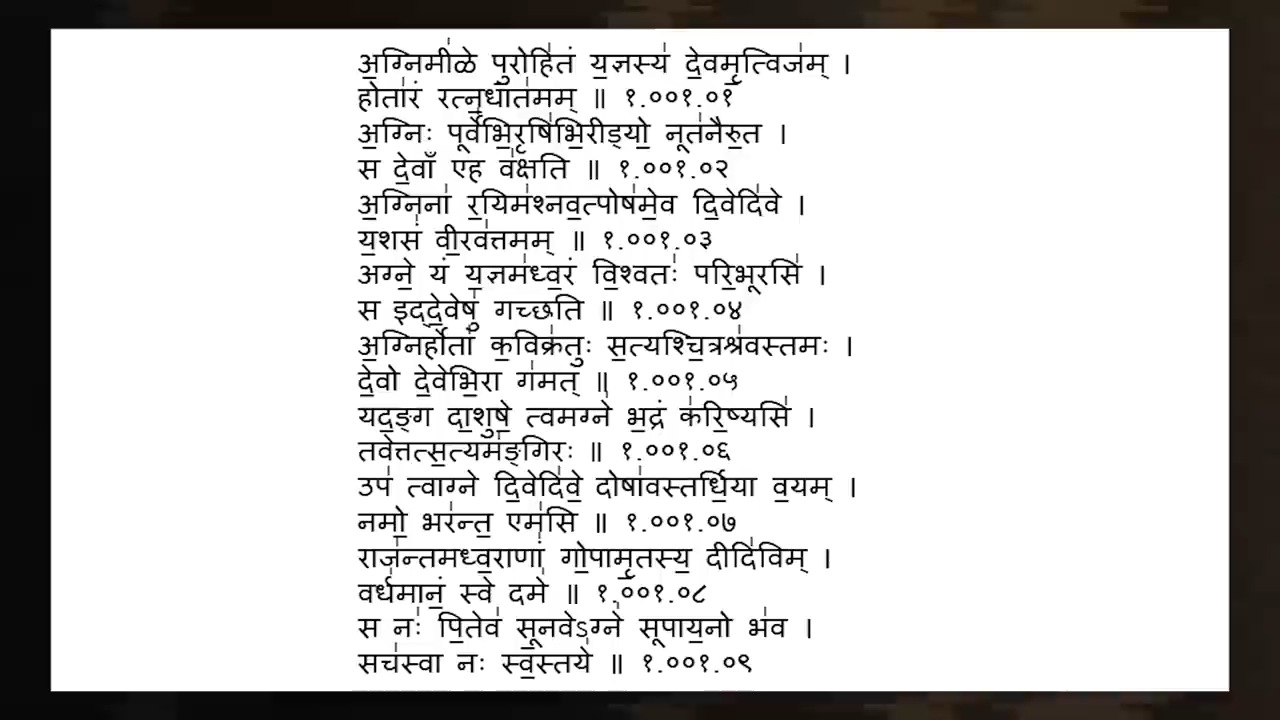 अ॒ग्निमी॑ळे पु॒रोहि॑तं य॒ज्ञस्य॑ दे॒वमृ॒त्विज॑म् ।
होता॑रं रत्न॒धात॑मम् ॥ १.००१.०१
अ॒ग्निः पूर्वे॑भि॒रृषि॑भि॒रीड्यो॒ नूत॑नैरु॒त ।
स दे॒वाँ एह व॑क्षति ॥ १.००१.०२
अ॒ग्निना॑ र॒यिम॑श्नव॒त्पोष॑मे॒व दि॒वेदि॑वे ।
य॒शसं॑ वी॒रव॑त्तमम् ॥ १.००१.०३
अग्ने॒ यं य॒ज्ञम॑ध्व॒रं वि॒श्वतः॑ परि॒भूरसि॑ ।
स इद्दे॒वेषु॑ गच्छति ॥ १.००१.०४
अ॒ग्निर्होता॑ क॒विक्र॑तुः स॒त्यश्चि॒त्रश्र॑वस्तमः ।
दे॒वो दे॒वेभि॒रा ग॑मत् ॥ १.००१.०५
यद॒ङ्ग दा॒शुषे॒ त्वमग्ने॑ भ॒द्रं क॑रि॒ष्यसि॑ ।
तवेत्तत्स॒त्यम॑ङ्गिरः ॥ १.००१.०६
उप॑ त्वाग्ने दि॒वेदि॑वे॒ दोषा॑वस्तर्धि॒या व॒यम् ।
नमो॒ भर॑न्त॒ एम॑सि ॥ १.००१.०७
राज॑न्तमध्व॒राणां॑ गो॒पामृ॒तस्य॒ दीदि॑विम् ।
वर्ध॑मानं॒ स्वे दमे॑ ॥ १.००१.०८
स नः॑ पि॒तेव॑ सू॒नवेऽग्ने॑ सूपाय॒नो भ॑व ।
सच॑स्वा नः स्व॒स्तये॑ ॥ १.००१.०९